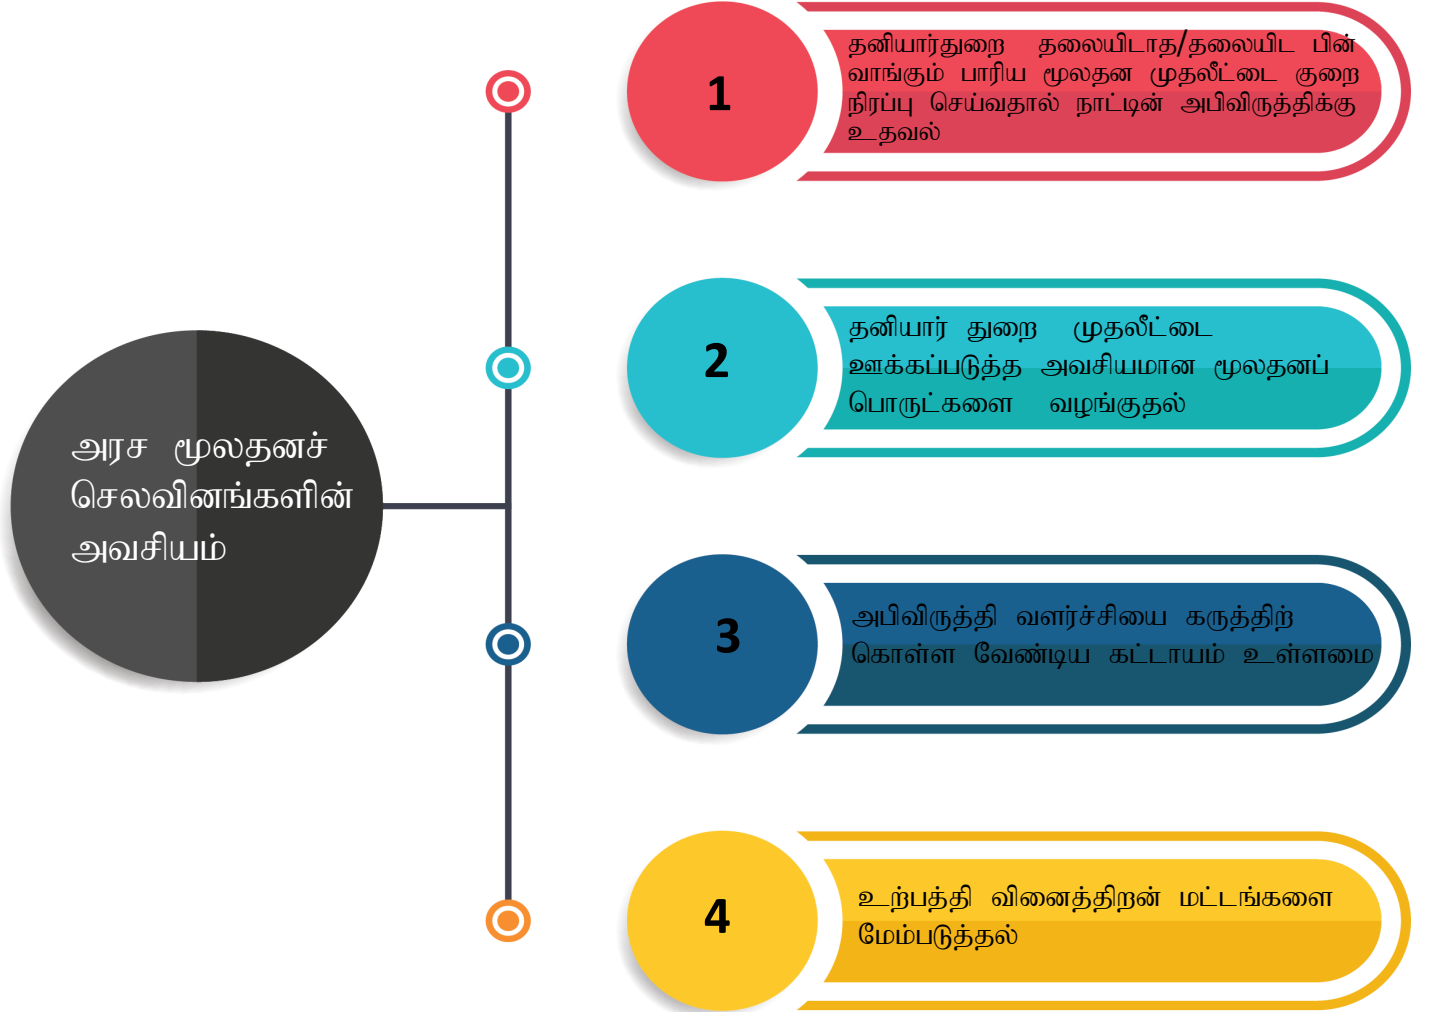 அரச மூலதனச்
செலவினங்களின்
அவசியம்
1
தனியார்துறை தலையிடாத/தலையிட பின்
வாங்கும் பாரிய மூலதன முதலீட்டை குறை
நிரப்பு செய்வதால் நாட்டின் அபிவிருத்திக்கு
உதவல்
2
தனியார் துறை முதலீட்டை
ஊக்கப்படுத்த அவசியமான மூலதனப்
பொருட்களை வழங்குதல்
3
அபிவிருத்தி வளர்ச்சியை கருத்திற்
கொள்ள வேண்டிய கட்டாயம் உள்ளமை
4
உற்பத்தி வினைத்திறன் மட்டங்களை
மேம்படுத்தல்